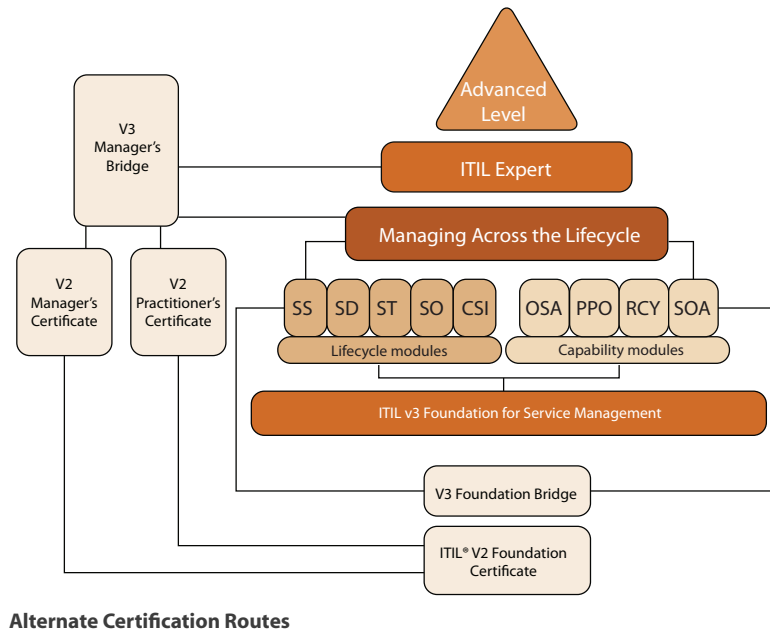 Advanced
Level
V3
Manager's
Bridge
ITIL Expert
Managing Across the Lifecycle
V2
Manager's
Certificate
V2
Practitioner's
Certificate
SS SD ST SO CSI
OSA PPO RCY SOA
Lifecycle modules
Capability modules
ITIL v3 Foundation for Service Management
V3 Foundation Bridge
ITIL® V2 Foundation
Certificate
Alternate Certification Routes